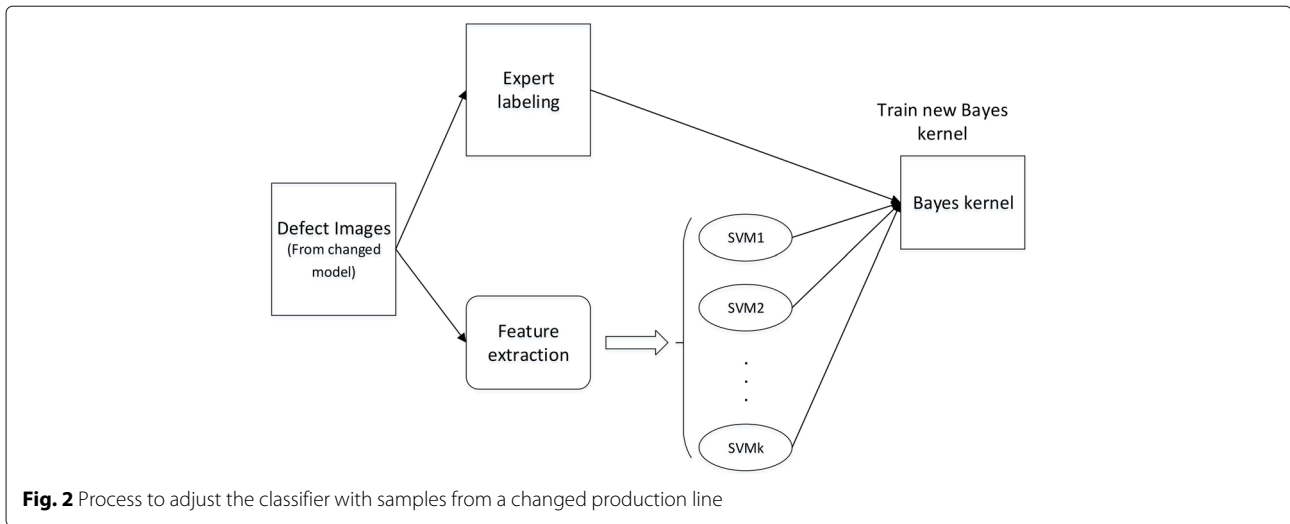 Expert
labeling
Train new Bayes
kernel
Bayes kernel
Defect Images
(From changed
model)
SVM1
SVM2
Feature
extraction
.
.
.
SVMk
Fig. 2 Process to adjust the classifier with samples from a changed production line